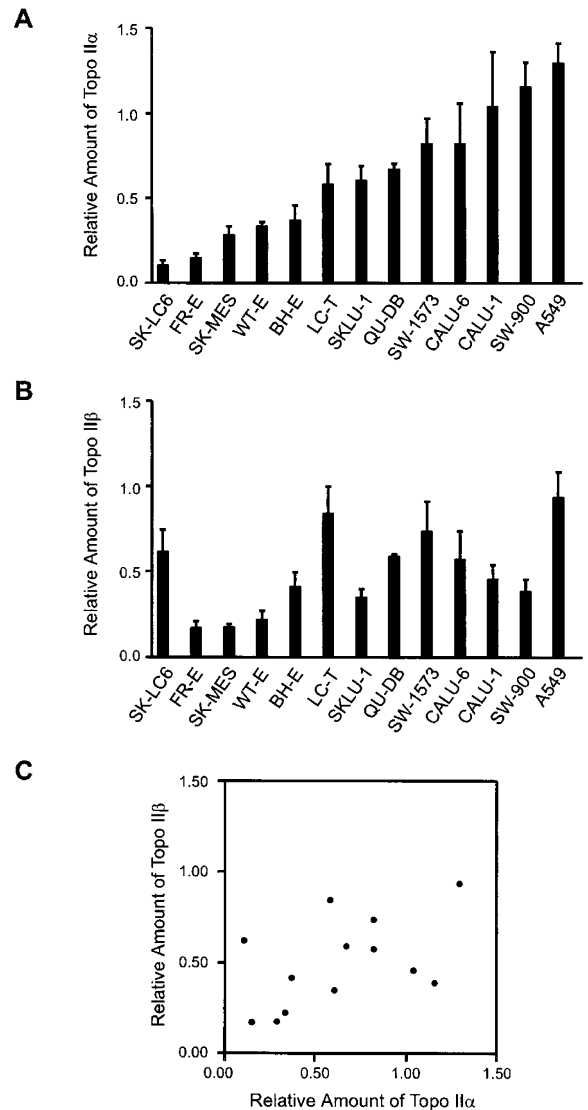 A
Relative Amount of Topo IIα
1.5
1.0
0.5
0.0
SK-LC6
FR-E
SK-MES
WT-E
BH-E
LC-T
SKLU-1
QU-DB
SW-1573
CALU-6
CALU-1
SW-900
A549
B
Relative Amount of Topo IIβ
1.5
1.0
0.5
0.0
SK-LC6
FR-E
SK-MES
WT-E
BH-E
LC-T
SKLU-1
QU-DB
SW-1573
CALU-6
CALU-1
SW-900
A549
C
Relative Amount of Topo IIβ
1.50
1.00
0.50
0.00
0.00
0.50
1.00
1.50
Relative Amount of Topo IIα